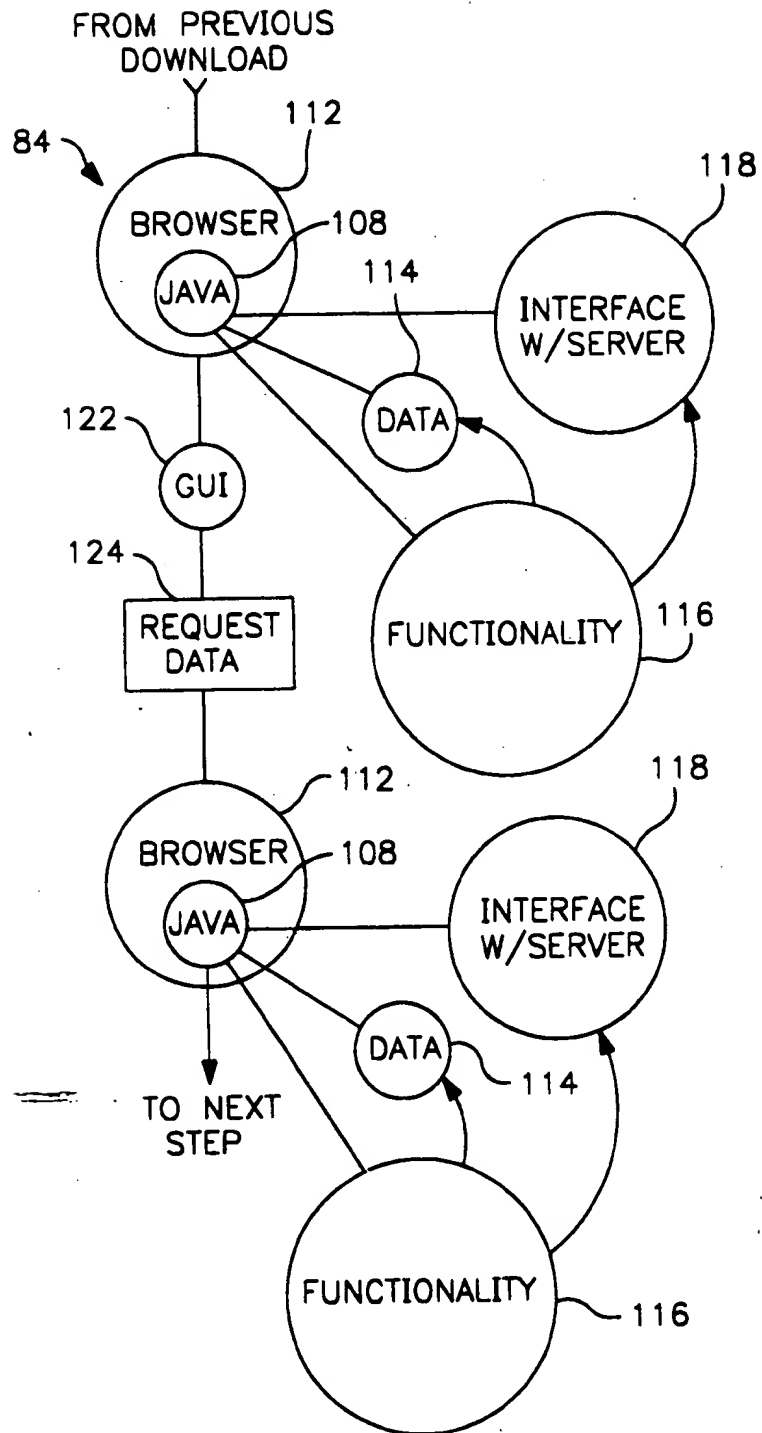 FROM PREVIOUS
DOWNLOAD
84
112
BROWSER
108
JAVA
118
INTERFACE
W/SERVER
114
DATA
122
GUI
124
REQUEST
DATA
FUNCTIONALITY
116
112
BROWSER
108
JAVA
118
INTERFACE
W/SERVER
DATA
114
TO NEXT
STEP
FUNCTIONALITY
116